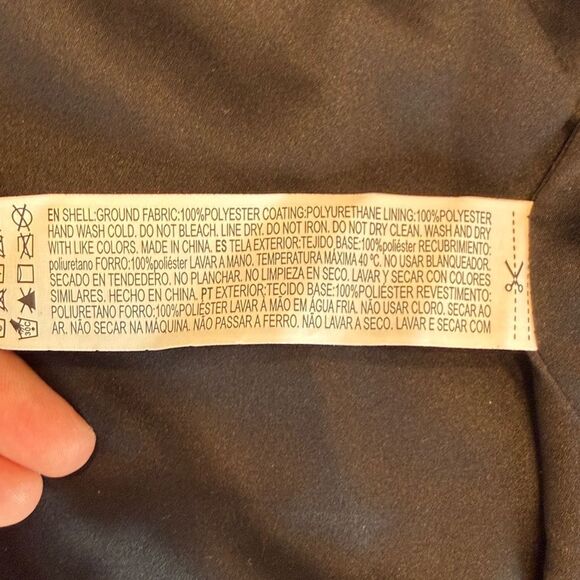 EN SHELL:GROUND FABRIC:100%POLYESTER COATING:POLYURETHANE LINING:100%POLYESTER
HAND WASH COLD. DO NOT BLEACH. LINE DRY. DO NOT IRON. DO NOT DRY CLEAN. WASH AND DRY
WITH LIKE COLORS. MADE IN CHINA. ES TELA EXTERIOR:TEJIDO BASE:100%poliéster RECUBRIMIENTO:
poliuretano FORRO:100%poliéster LAVAR A MANO. TEMPERATURA MÁXIMA 40 ºC. NO USAR BLANQUEADOR.
SECADO EN TENDEDERO. NO PLANCHAR. NO LIMPIEZA EN SECO. LAVAR Y SECAR CON COLORES
SIMILARES. HECHO EN CHINA. PT EXTERIOR:TECIDO BASE:100%POLIÉSTER REVESTIMENTO:
POLIURETANO FORRO:100%POLIÉSTER LAVAR À MÃO EM ÁGUA FRIA. NÃO USAR CLORO. SECAR AO
AR. NÃO SECAR NA MÁQUINA. NÃO PASSAR À FERRO. NÃO LAVAR A SECO. LAVAR E SECAR COM